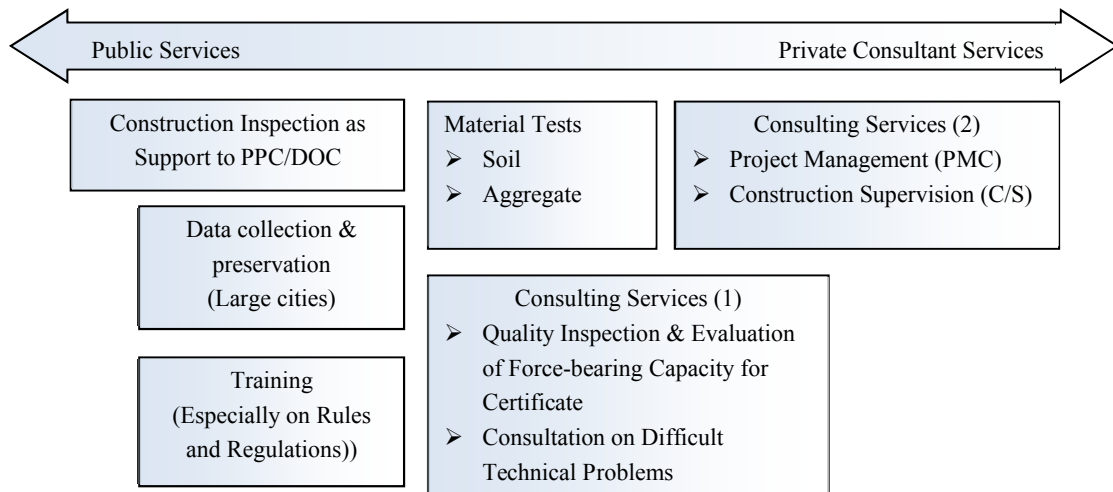 Public Services
Private Consultant Services
Construction Inspection as
Support to PPC/DOC
Data collection &
preservation
(Large cities)
Training
(Especially on Rules
and Regulations))
Material Tests
➢ Soil
➢ Aggregate
Consulting Services (2)
➢ Project Management (PMC)
➢ Construction Supervision (C/S)
Consulting Services (1)
➢ Quality Inspection & Evaluation
of Force-bearing Capacity for
Certificate
➢ Consultation on Difficult
Technical Problems